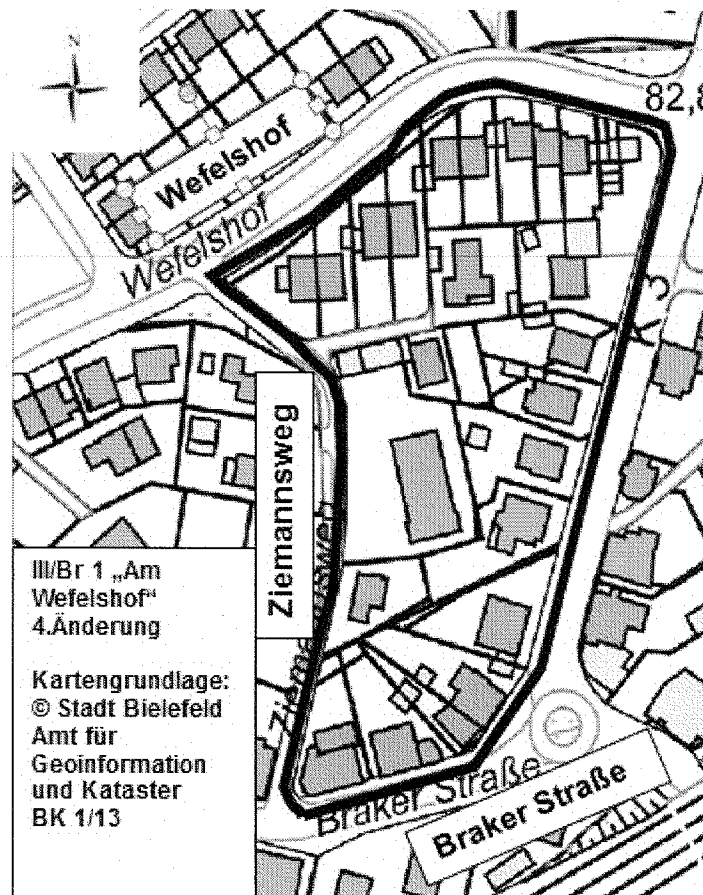 N
82,8
Wefelshof
Wefelshof
Ziemannsweg
Ziemannsweg
III/Br 1 „Am
Wefelshof“
4.Änderung
Kartengrundlage:
© Stadt Bielefeld
Amt für
Geoinformation
und Kataster
BK 1/13
Braker Straße
Braker Straße